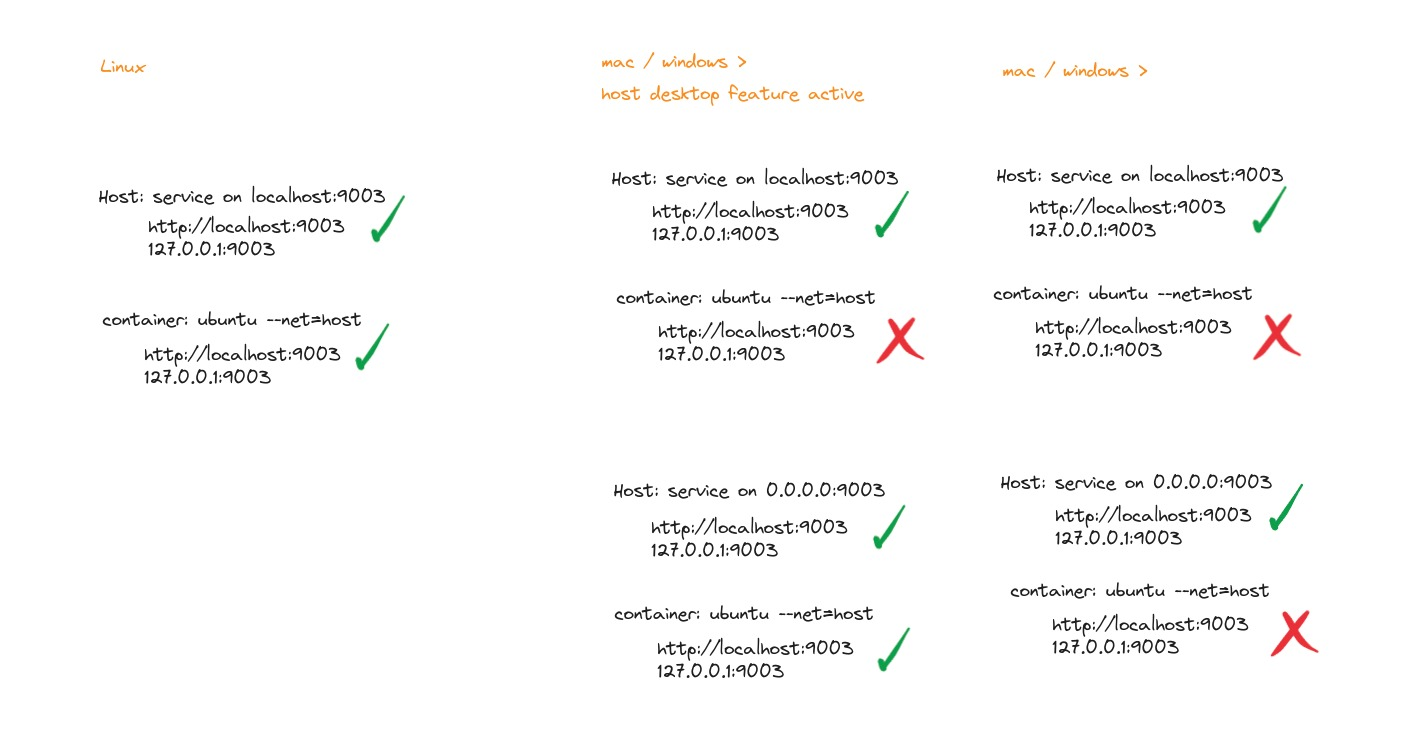 Linux
Host: service on localhost:9003
http://localhost:9003
127.0.0.1:9003
container: ubuntu --net=host
http://localhost:9003
127.0.0.1:9003
mac / windows >
host desktop feature active
Host: service on localhost:9003
http://localhost:9003
127.0.0.1:9003
container: ubuntu --net=host
http://localhost:9003
127.0.0.1:9003
Host: service on 0.0.0.0:9003
http://localhost:9003
127.0.0.1:9003
container: ubuntu --net=host
http://localhost:9003
127.0.0.1:9003
mac / windows >
Host: service on localhost:9003
http://localhost:9003
127.0.0.1:9003
container: ubuntu --net=host
http://localhost:9003
127.0.0.1:9003
Host: service on 0.0.0.0:9003
http://localhost:9003
127.0.0.1:9003
container: ubuntu --net=host
http://localhost:9003
127.0.0.1:9003